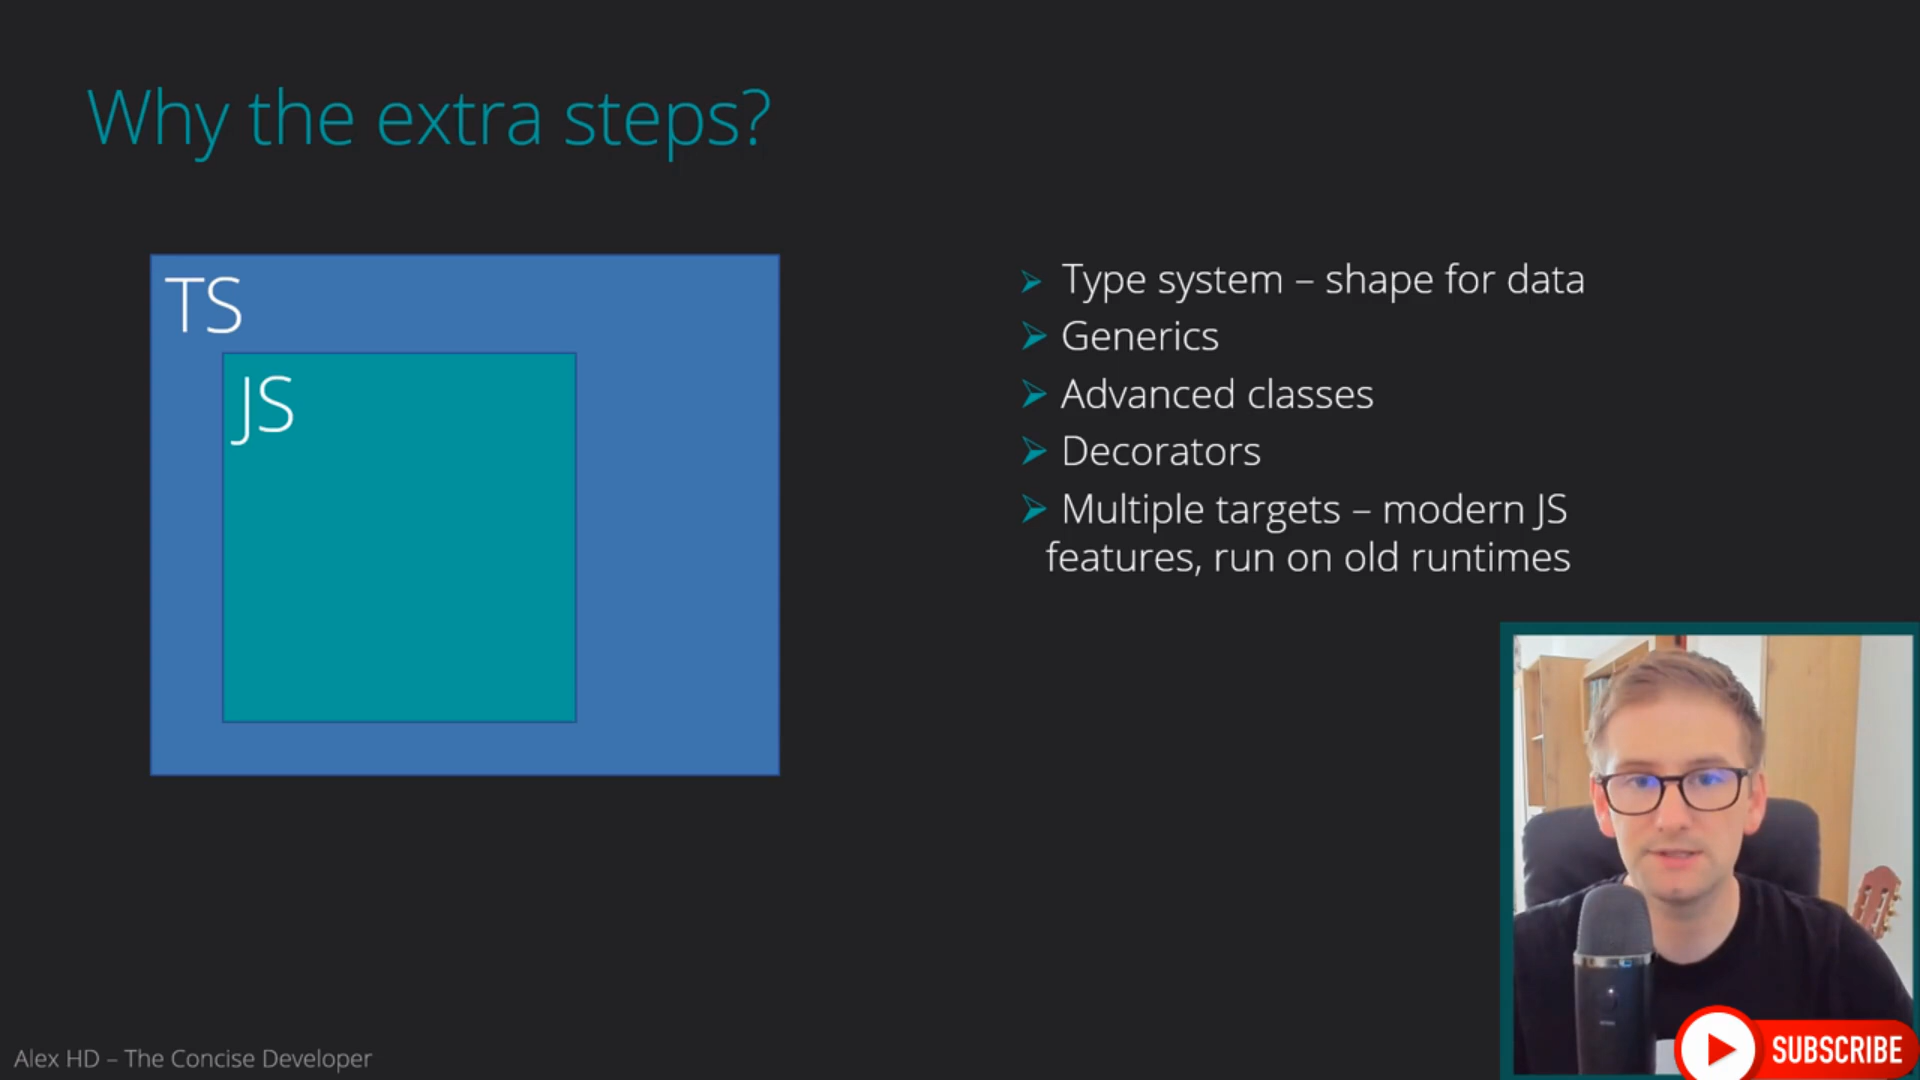 Why the extra steps?
TS
JS
Type system – shape for data
Generics
Advanced classes
Decorators
Multiple targets – modern JS
features, run on old runtimes
Alex HD – The Concise Developer
SUBSCRIBE